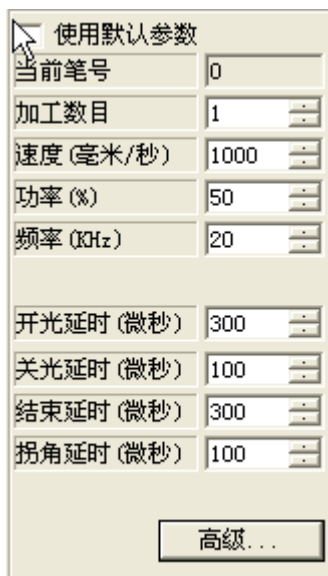 使用默认参数
当前笔号 0
加工数目 1
速度(毫米/秒) 1000
功率(%) 50
频率(KHz) 20
开光延时(微秒) 300
关光延时(微秒) 100
结束延时(微秒) 300
拐角延时(微秒) 100
高级...